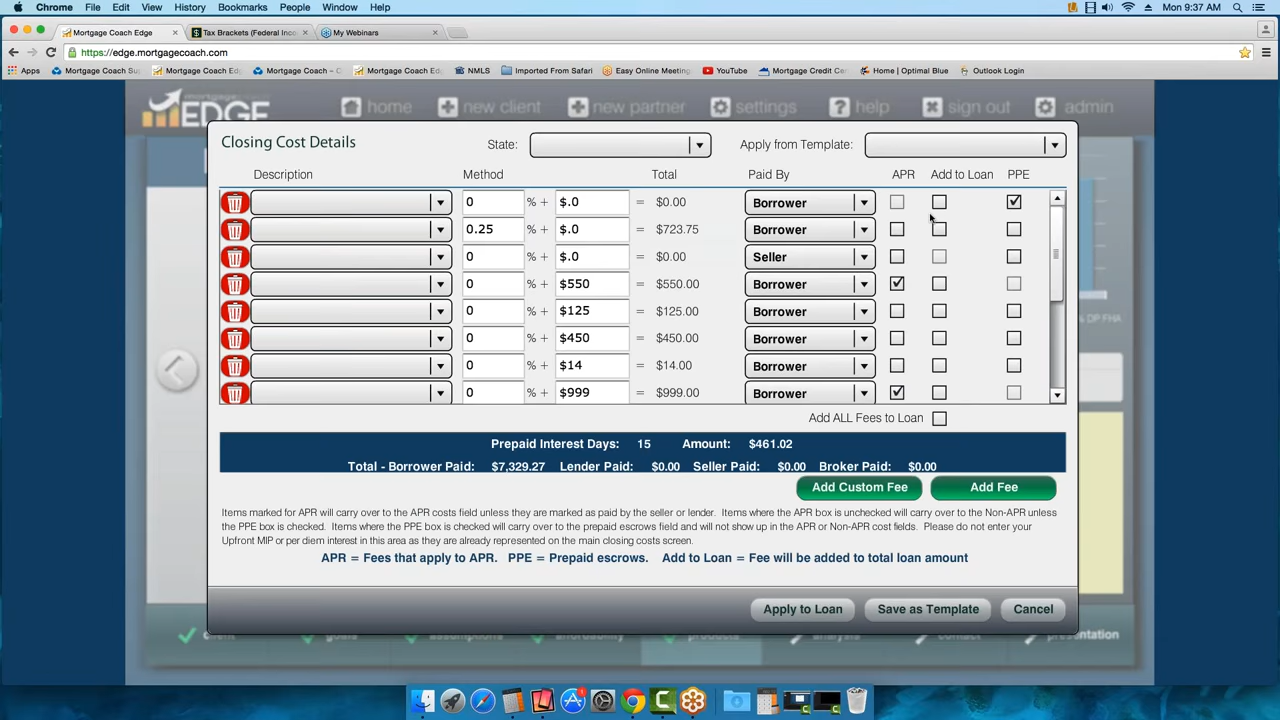 Chrome File Edit View History Bookmarks People Window Help Mon 9:37 AM
Mortgage Coach Edge Tax Brackets (Federal Inco My Webinars
https://edge.mortgagecoach.com
Apps Mortgage Coach Su Mortgage Coach Ed Mortgage Coach – C Mortgage Coach Ed NMLS Imported From Safari Easy Online Meeting YouTube Mortgage Credit Cer Home | Optimal Blue Outlook Login
mortgagecoach
EDGE home new client new partner settings help sign out admin
Closing Cost Details State: Apply from Template:
Description Method Total Paid By APR Add to Loan PPE
0 % + $.0 = $0.00 Borrower
0.25 % + $.0 = $723.75 Borrower
0 % + $.0 = $0.00 Seller
0 % + $550 = $550.00 Borrower
0 % + $125 = $125.00 Borrower
0 % + $450 = $450.00 Borrower
0 % + $14 = $14.00 Borrower
0 % + $999 = $999.00 Borrower
% DP FHA
Add ALL Fees to Loan
Prepaid Interest Days: 15 Amount: $461.02
Total - Borrower Paid: $7,329.27 Lender Paid: $0.00 Seller Paid: $0.00 Broker Paid: $0.00
Add Custom Fee Add Fee
Items marked for APR will carry over to the APR costs field unless they are marked as paid by the seller or lender. Items where the APR box is unchecked will carry over to the Non-APR unless
the PPE box is checked. Items where the PPE box is checked will carry over to the prepaid escrows field and will not show up in the APR or Non-APR cost fields. Please do not enter your
Upfront MIP or per diem interest in this area as they are already represented on the main closing costs screen.
APR = Fees that apply to APR. PPE = Prepaid escrows. Add to Loan = Fee will be added to total loan amount
Apply to Loan Save as Template Cancel
client goals assumptions affordability products analysis contact presentation